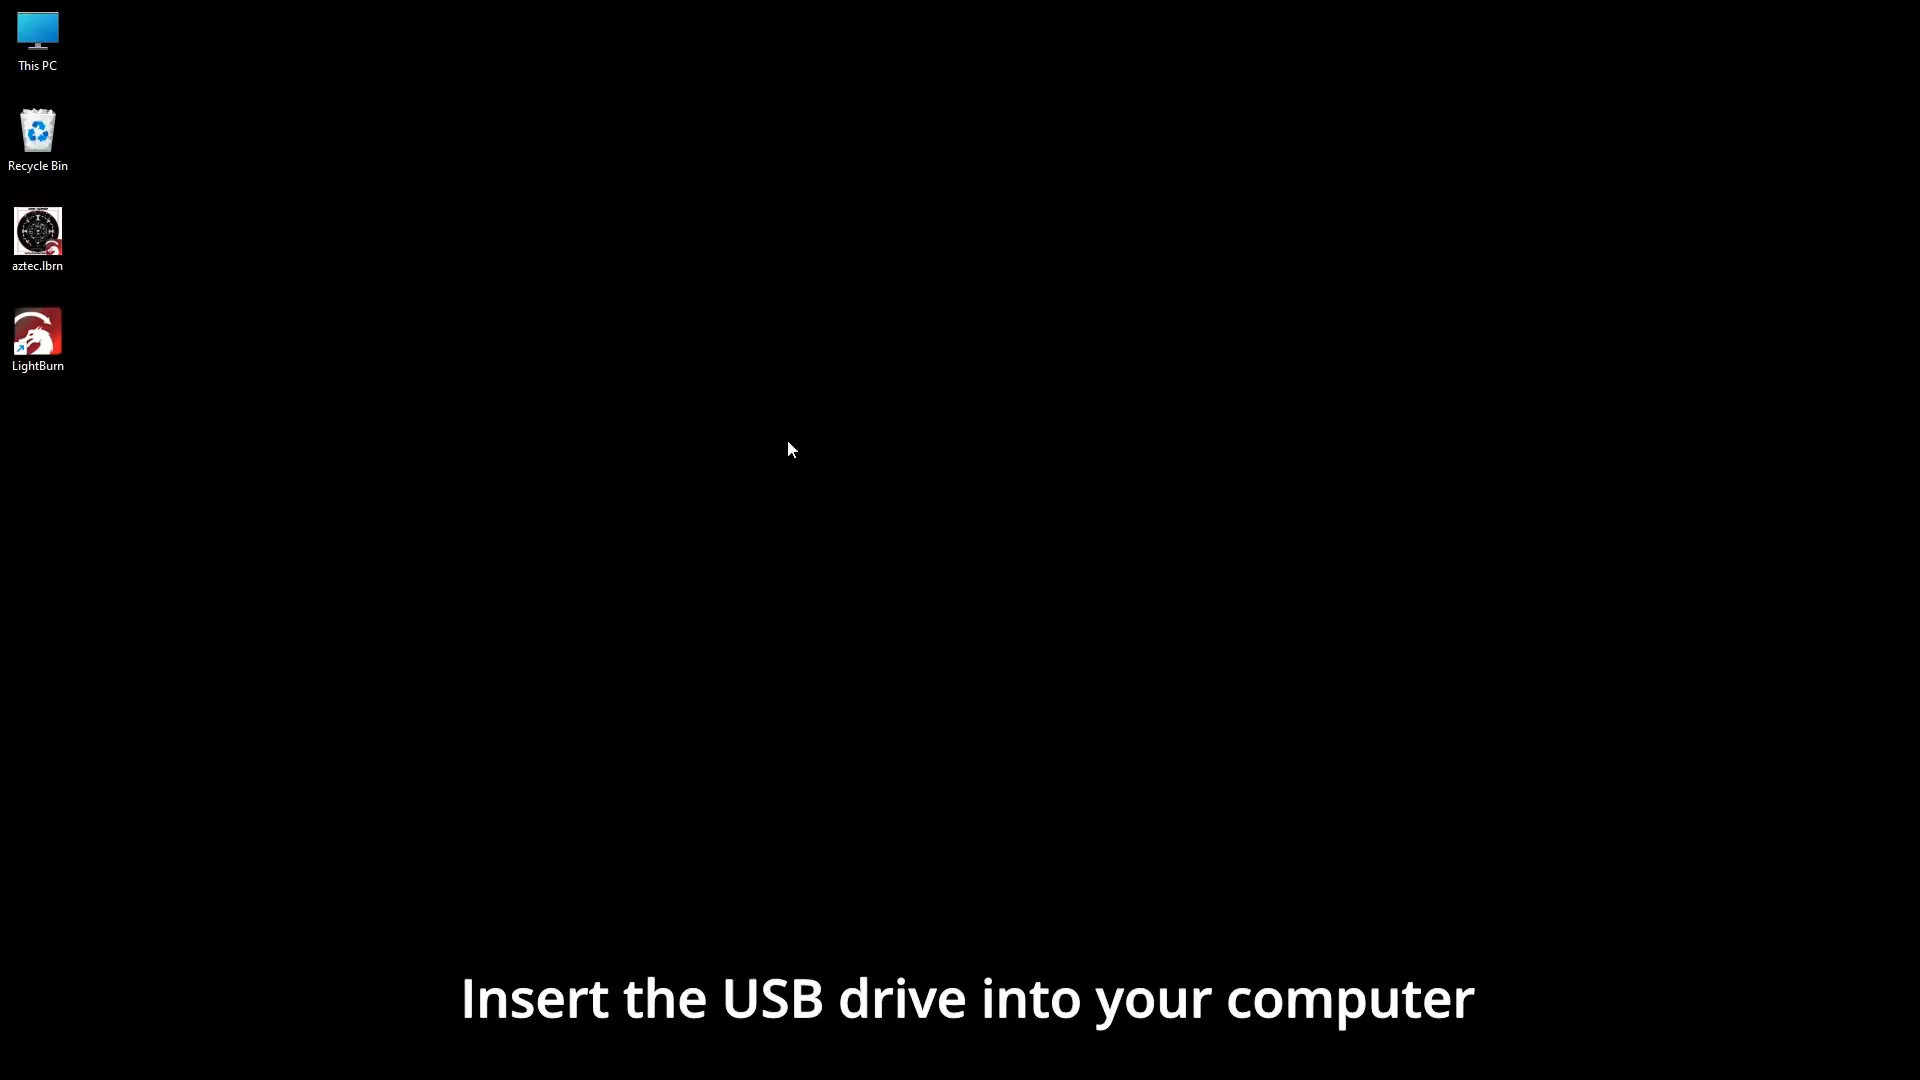 This PC
Recycle Bin
aztec.lbrn
LightBurn
Insert the USB drive into your computer